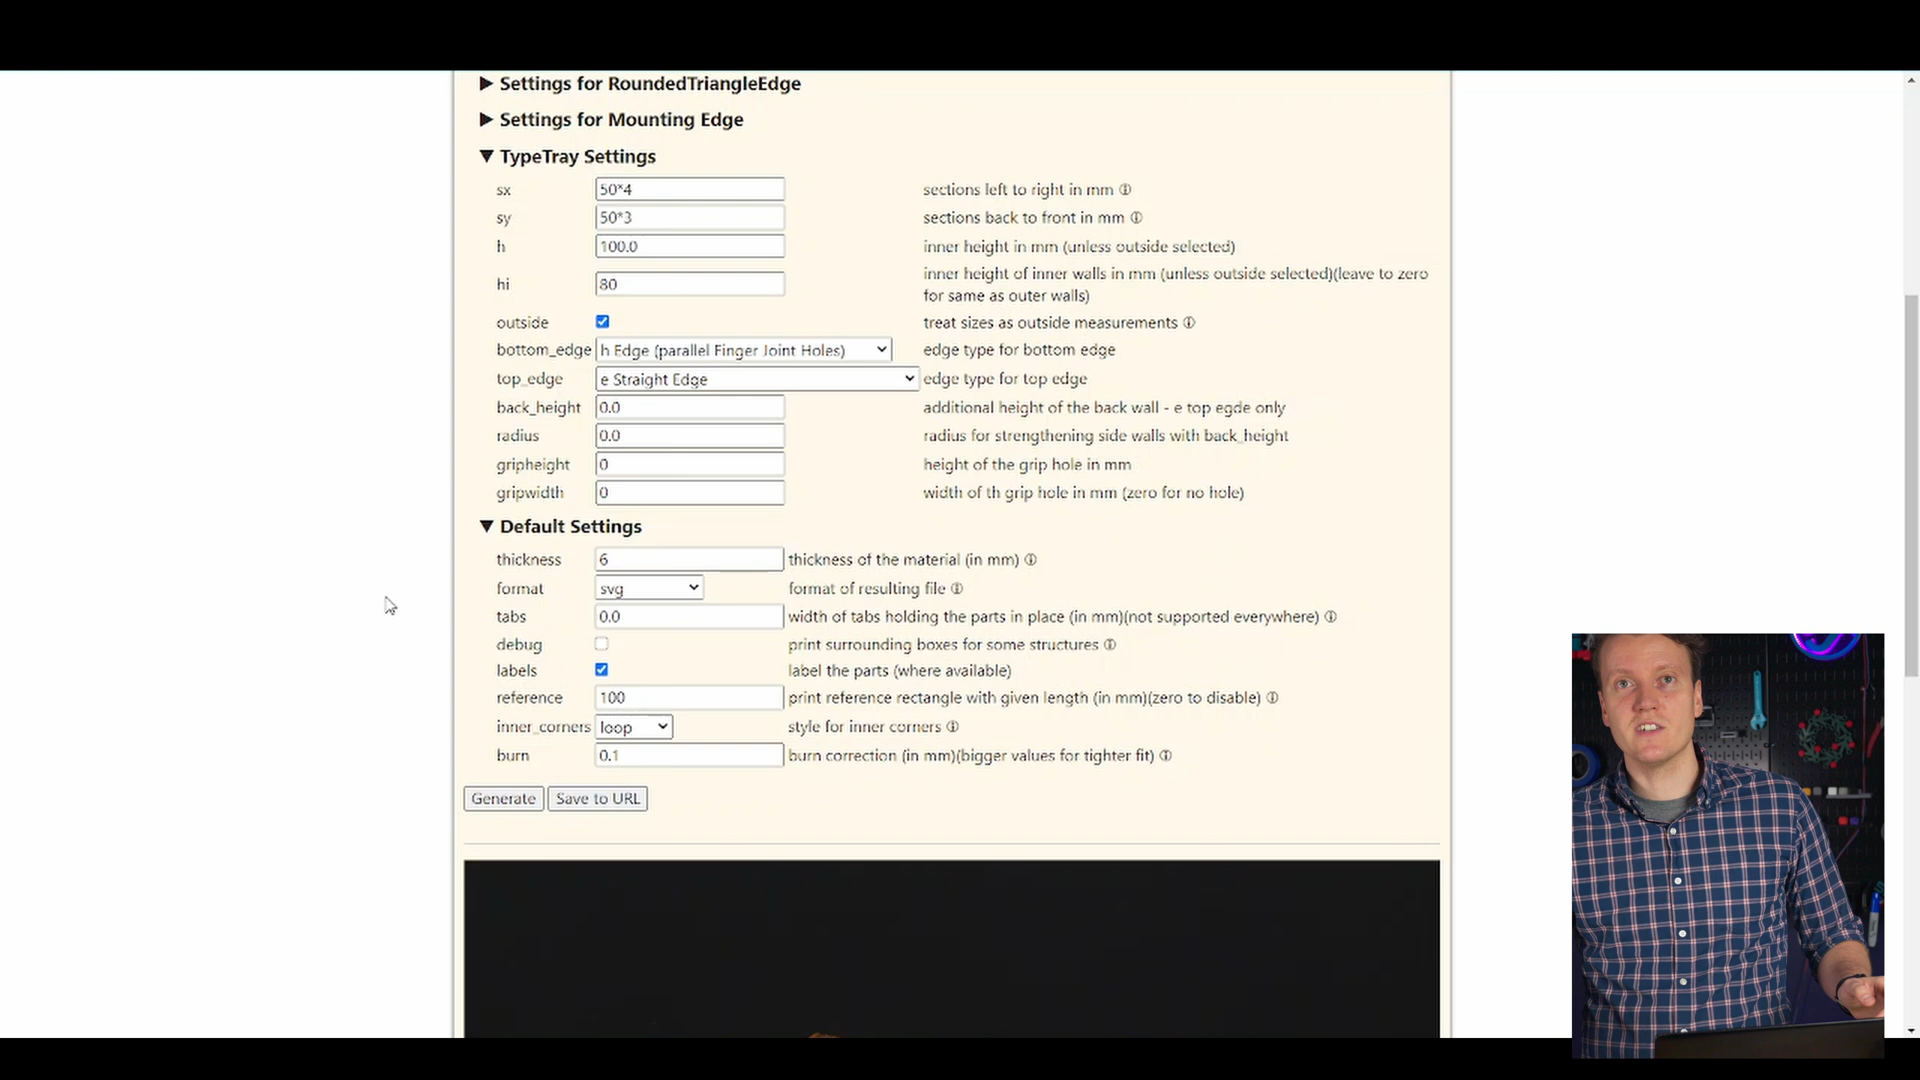 ▶ Settings for RoundedTriangleEdge
▶ Settings for Mounting Edge
▼ TypeTray Settings
sx 50*4 sections left to right in mm ⓘ
sy 50*3 sections back to front in mm ⓘ
h 100.0 inner height in mm (unless outside selected)
hi 80 inner height of inner walls in mm (unless outside selected)(leave to zero
for same as outer walls)
outside treat sizes as outside measurements ⓘ
bottom_edge h Edge (parallel Finger Joint Holes) edge type for bottom edge
top_edge e Straight Edge edge type for top edge
back_height 0.0 additional height of the back wall - e top egde only
radius 0.0 radius for strengthening side walls with back_height
gripheight 0 height of the grip hole in mm
gripwidth 0 width of th grip hole in mm (zero for no hole)
▼ Default Settings
thickness 6 thickness of the material (in mm) ⓘ
format svg format of resulting file ⓘ
tabs 0.0 width of tabs holding the parts in place (in mm)(not supported everywhere) ⓘ
debug print surrounding boxes for some structures ⓘ
labels label the parts (where available)
reference 100 print reference rectangle with given length (in mm)(zero to disable) ⓘ
inner_corners loop style for inner corners ⓘ
burn 0.1 burn correction (in mm)(bigger values for tighter fit) ⓘ
Generate Save to URL